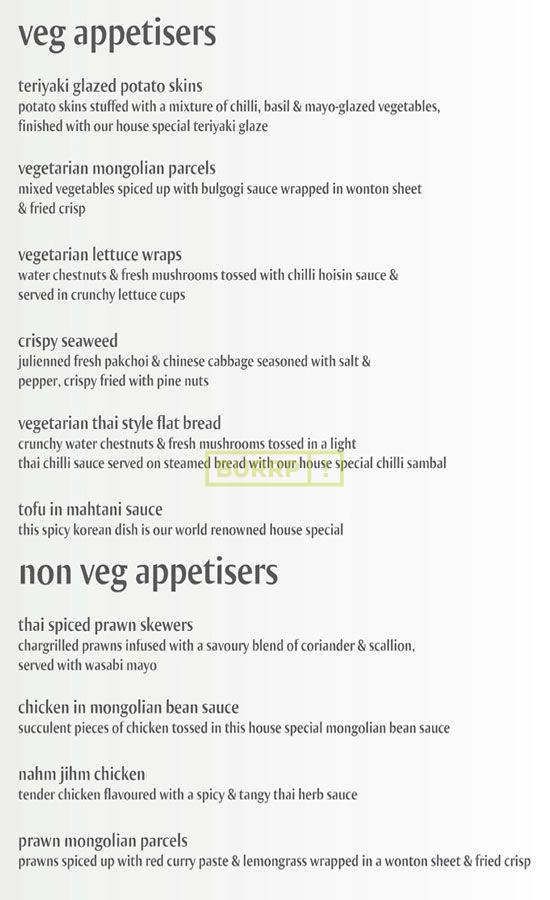 veg appetisers
teriyaki glazed potato skins
potato skins stuffed with a mixture of chilli, basil & mayo-glazed vegetables,
finished with our house special teriyaki glaze
vegetarian mongolian parcels
mixed vegetables spiced up with bulgogi sauce wrapped in wonton sheet
& fried crisp
vegetarian lettuce wraps
water chestnuts & fresh mushrooms tossed with chilli hoisin sauce &
served in crunchy lettuce cups
crispy seaweed
julienned fresh pakchoi & chinese cabbage seasoned with salt &
pepper, crispy fried with pine nuts
vegetarian thai style flat bread
crunchy water chestnuts & fresh mushrooms tossed in a light
thai chilli sauce served on steamed bread with our house special chilli sambal
BURRP!
tofu in mahtani sauce
this spicy korean dish is our world renowned house special
non veg appetisers
thai spiced prawn skewers
chargrilled prawns infused with a savoury blend of coriander & scallion,
served with wasabi mayo
chicken in mongolian bean sauce
succulent pieces of chicken tossed in this house special mongolian bean sauce
nahm jihm chicken
tender chicken flavoured with a spicy & tangy thai herb sauce
prawn mongolian parcels
prawns spiced up with red curry paste & lemongrass wrapped in a wonton sheet & fried crisp